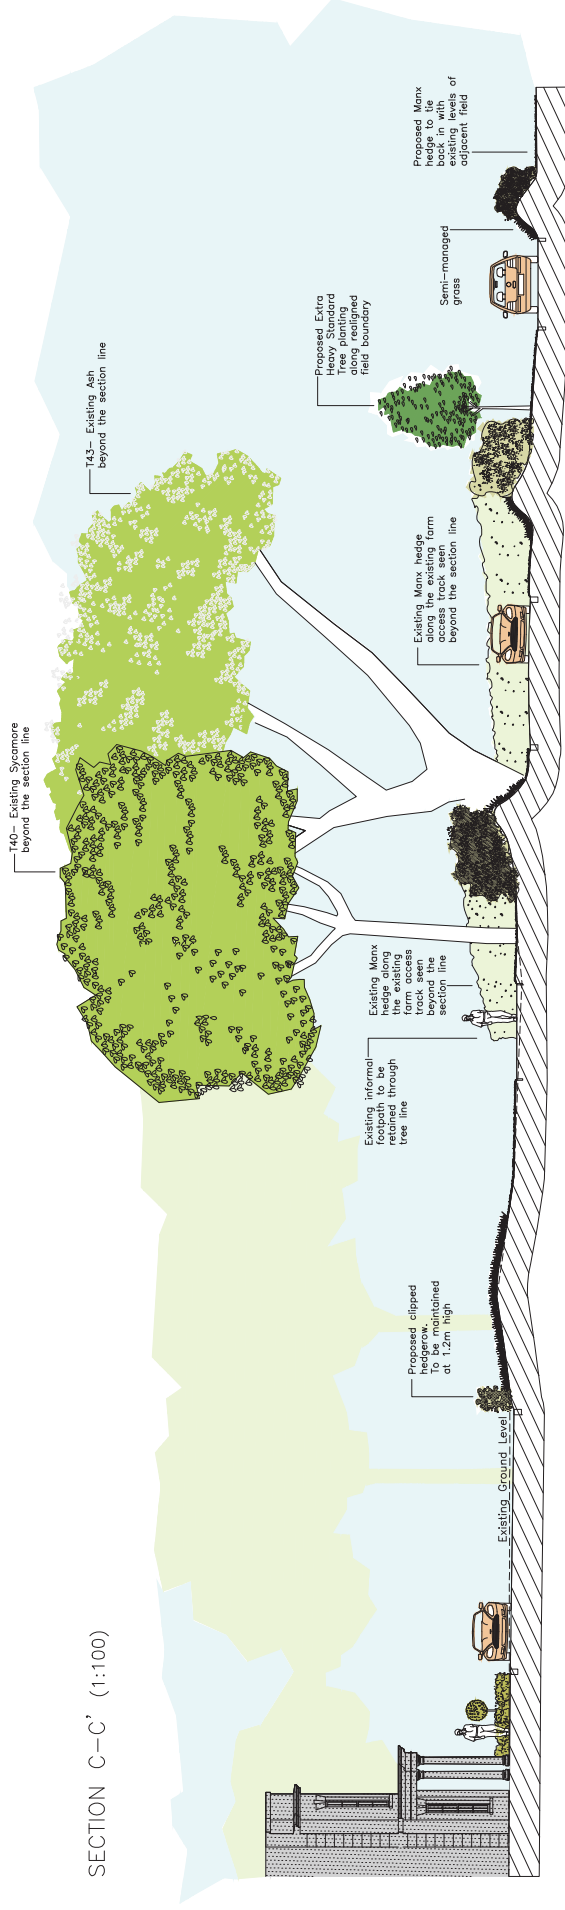 SECTION C-C' (1:100)
Proposed clipped
hedgerow.
To be maintained
at 1.2m high
Existing Ground Level
Existing informal
footpath to be
retained through
tree line
Existing Manx
hedge along
the existing
farm access
track seen
beyond the
section line
T40- Existing Sycamore
beyond the section line
Existing Manx hedge
along the existing farm
access track seen
beyond the section line
T43- Existing Ash
beyond the section line
Proposed Extra
Heavy Standard
Tree planting
along realigned
field boundary
Semi-managed
grass
Proposed Manx
hedge to tie
back in with
existing levels of
adjacent field